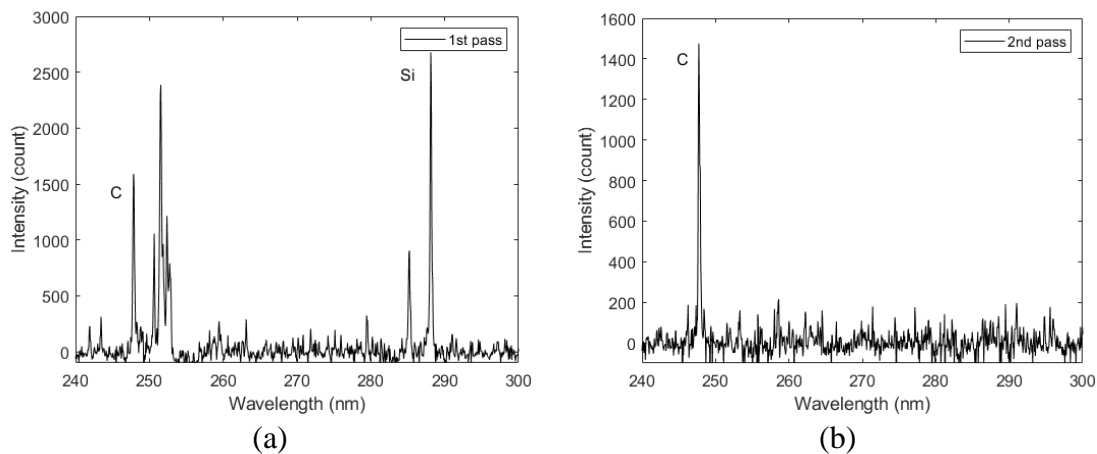 3000
1st pass
2500
Si
2000
Intensity (count)
1500
C
1000
500
0
240 250 260 270 280 290 300
Wavelength (nm)
(a)
1600
2nd pass
1400
C
1200
1000
Intensity (count)
800
600
400
200
0
240 250 260 270 280 290 300
Wavelength (nm)
(b)